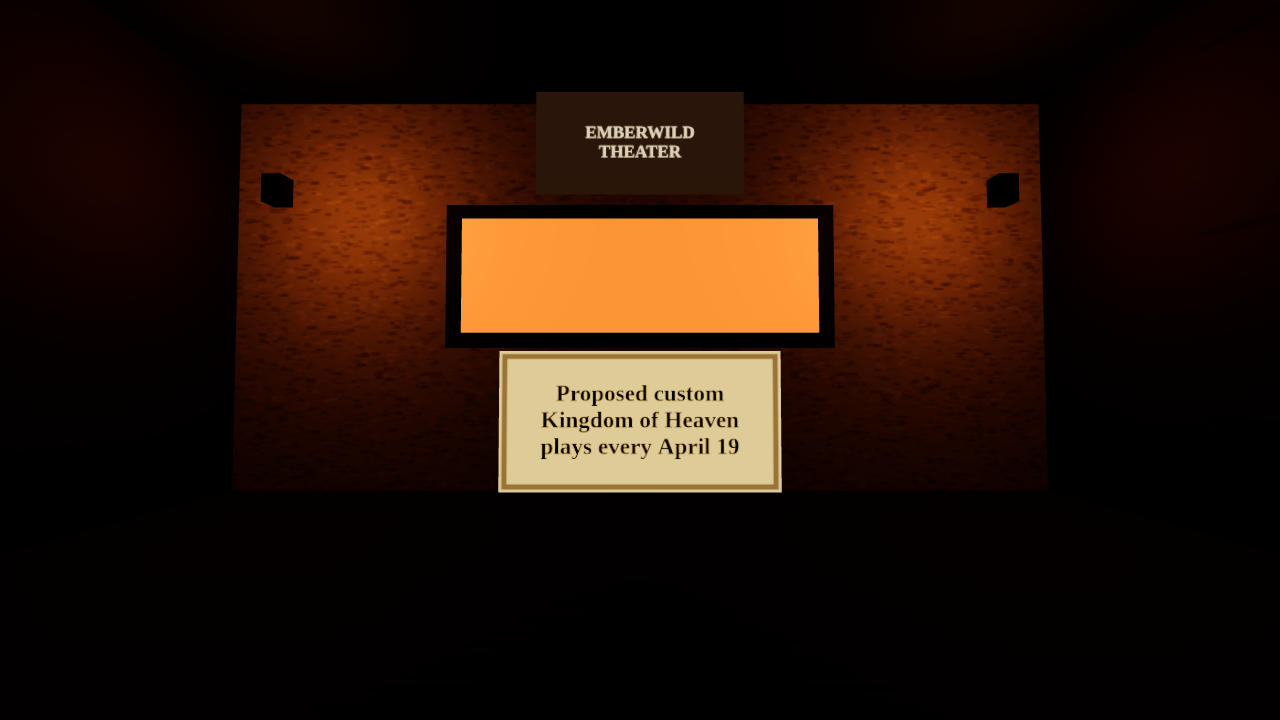 EMBERWILD
THEATER
Proposed custom
Kingdom of Heaven
plays every April 19